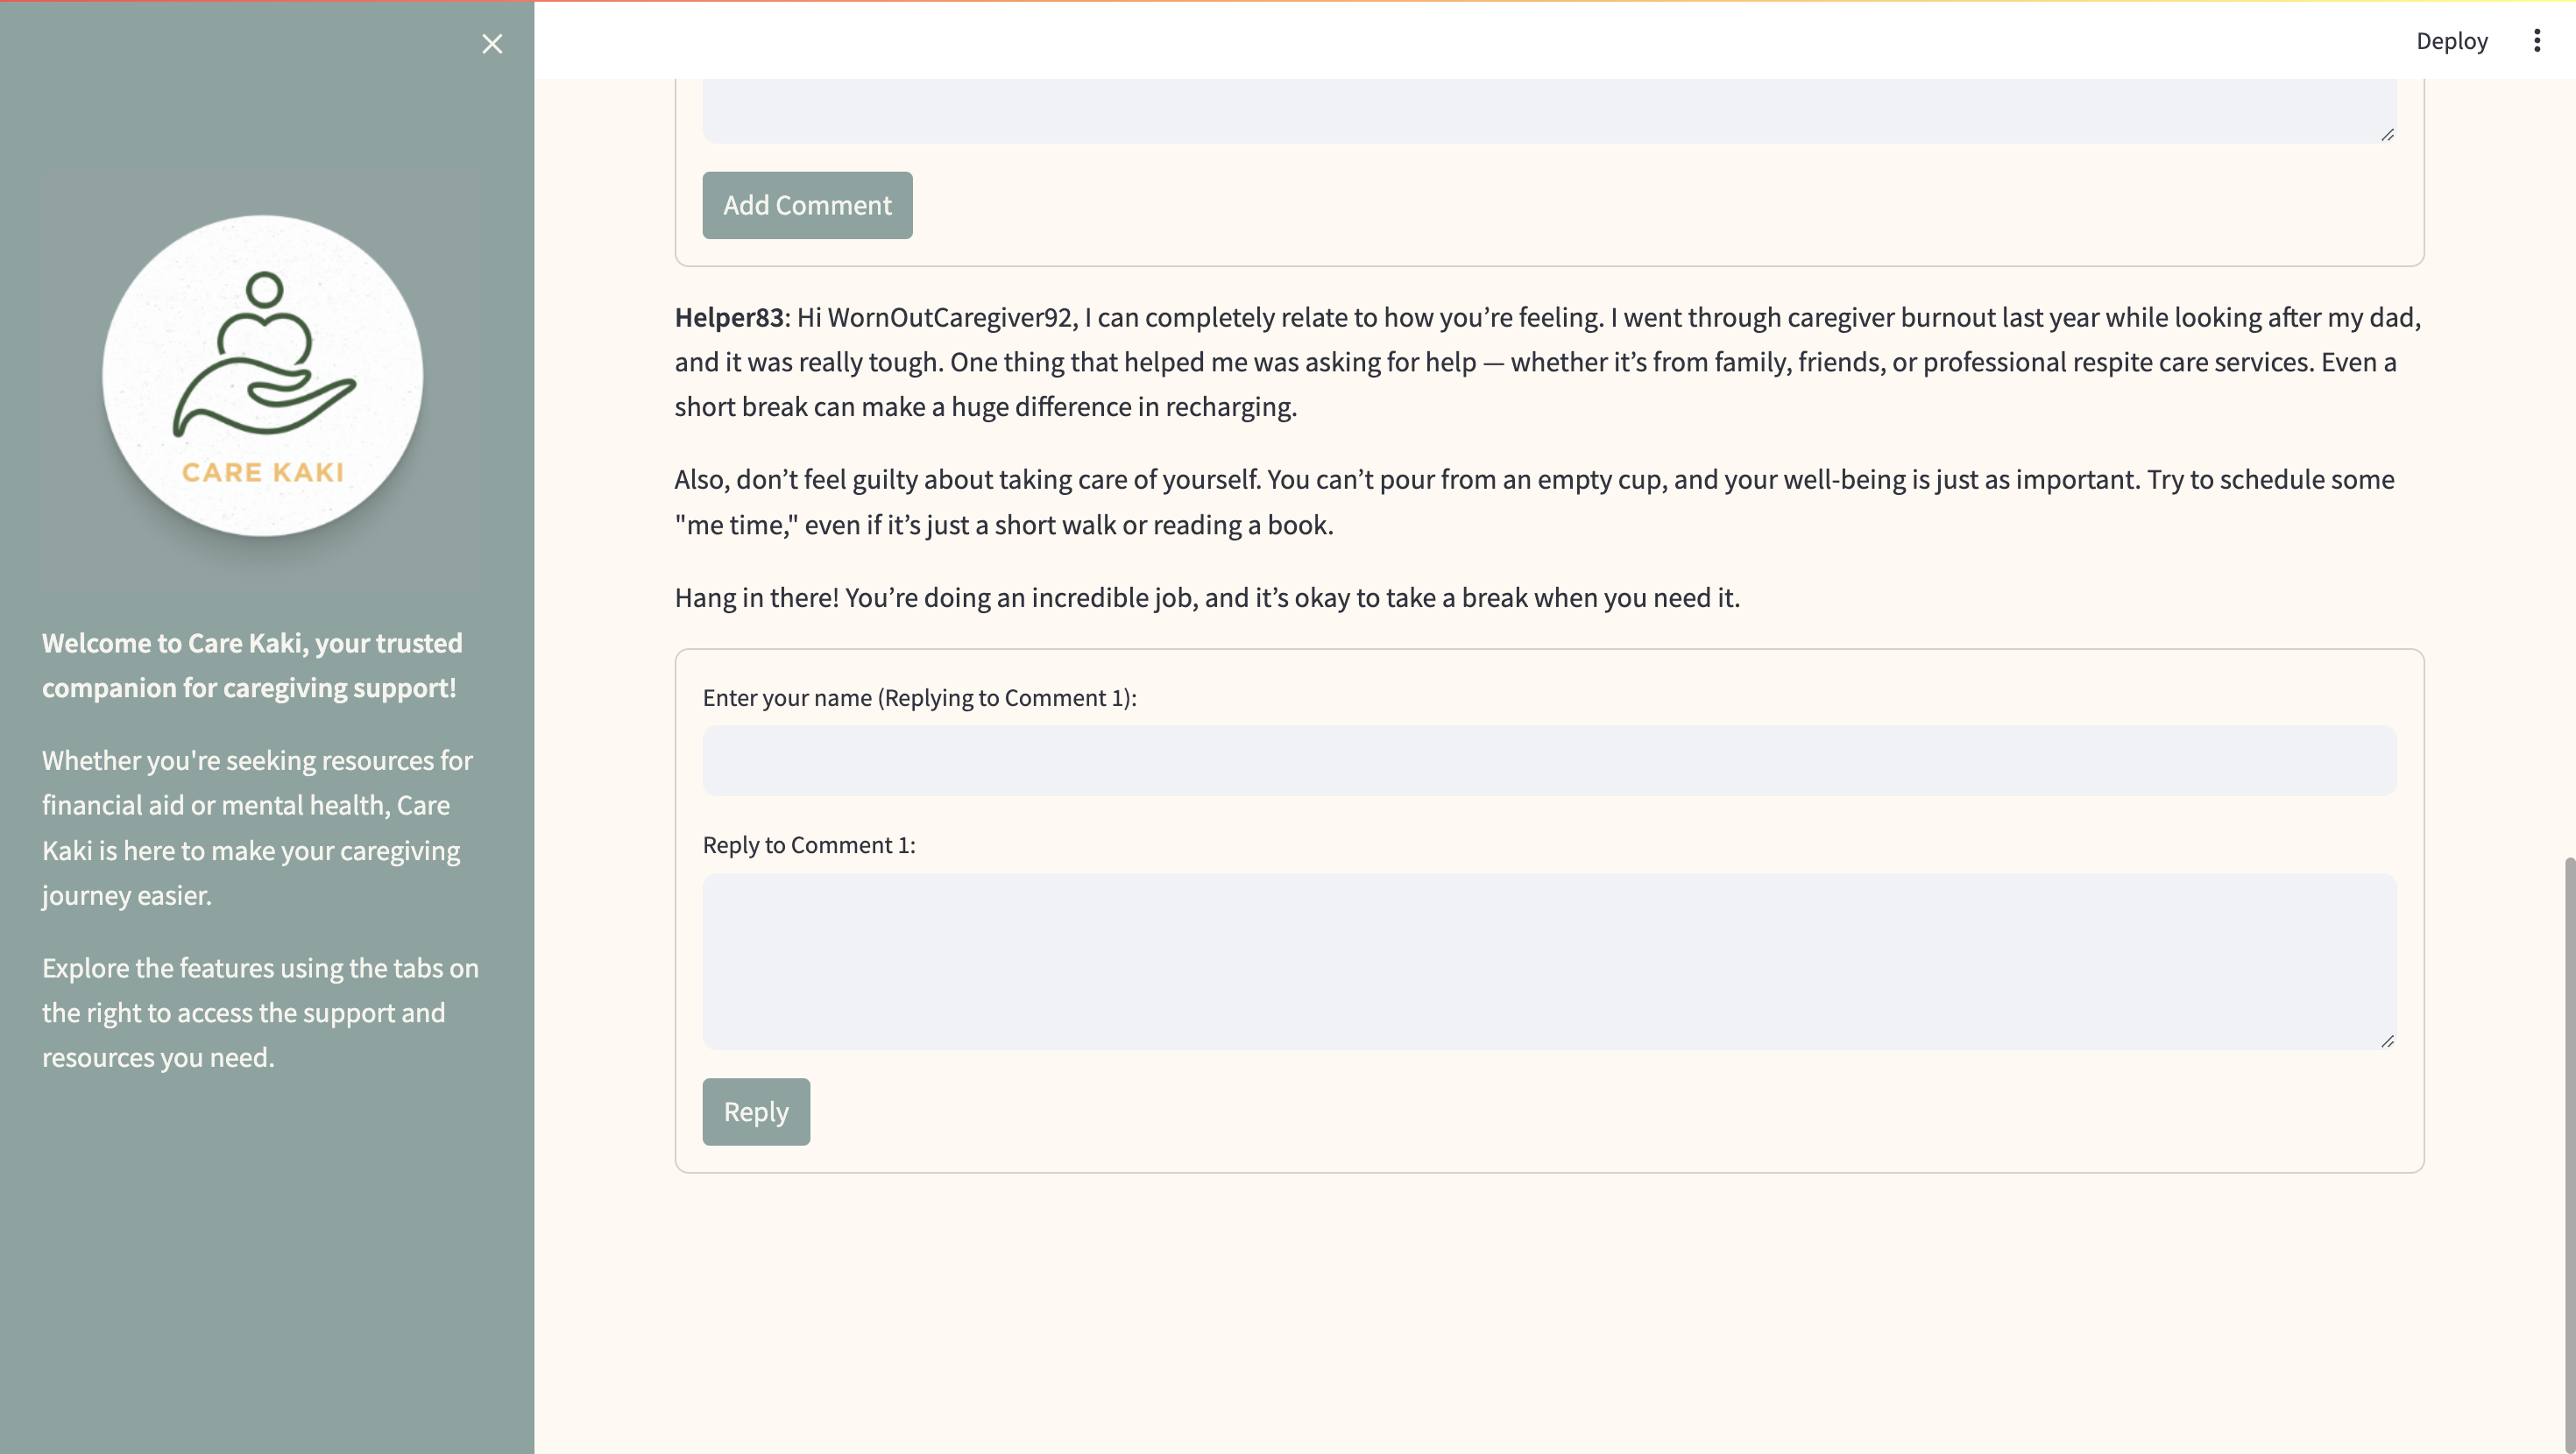 Deploy
CARE KAKI
Welcome to Care Kaki, your trusted
companion for caregiving support!
Whether you're seeking resources for
financial aid or mental health, Care
Kaki is here to make your caregiving
journey easier.
Explore the features using the tabs on
the right to access the support and
resources you need.
Add Comment
Helper83: Hi WornOutCaregiver92, I can completely relate to how you’re feeling. I went through caregiver burnout last year while looking after my dad,
and it was really tough. One thing that helped me was asking for help — whether it’s from family, friends, or professional respite care services. Even a
short break can make a huge difference in recharging.
Also, don’t feel guilty about taking care of yourself. You can’t pour from an empty cup, and your well-being is just as important. Try to schedule some
"me time," even if it’s just a short walk or reading a book.
Hang in there! You’re doing an incredible job, and it’s okay to take a break when you need it.
Enter your name (Replying to Comment 1):
Reply to Comment 1:
Reply